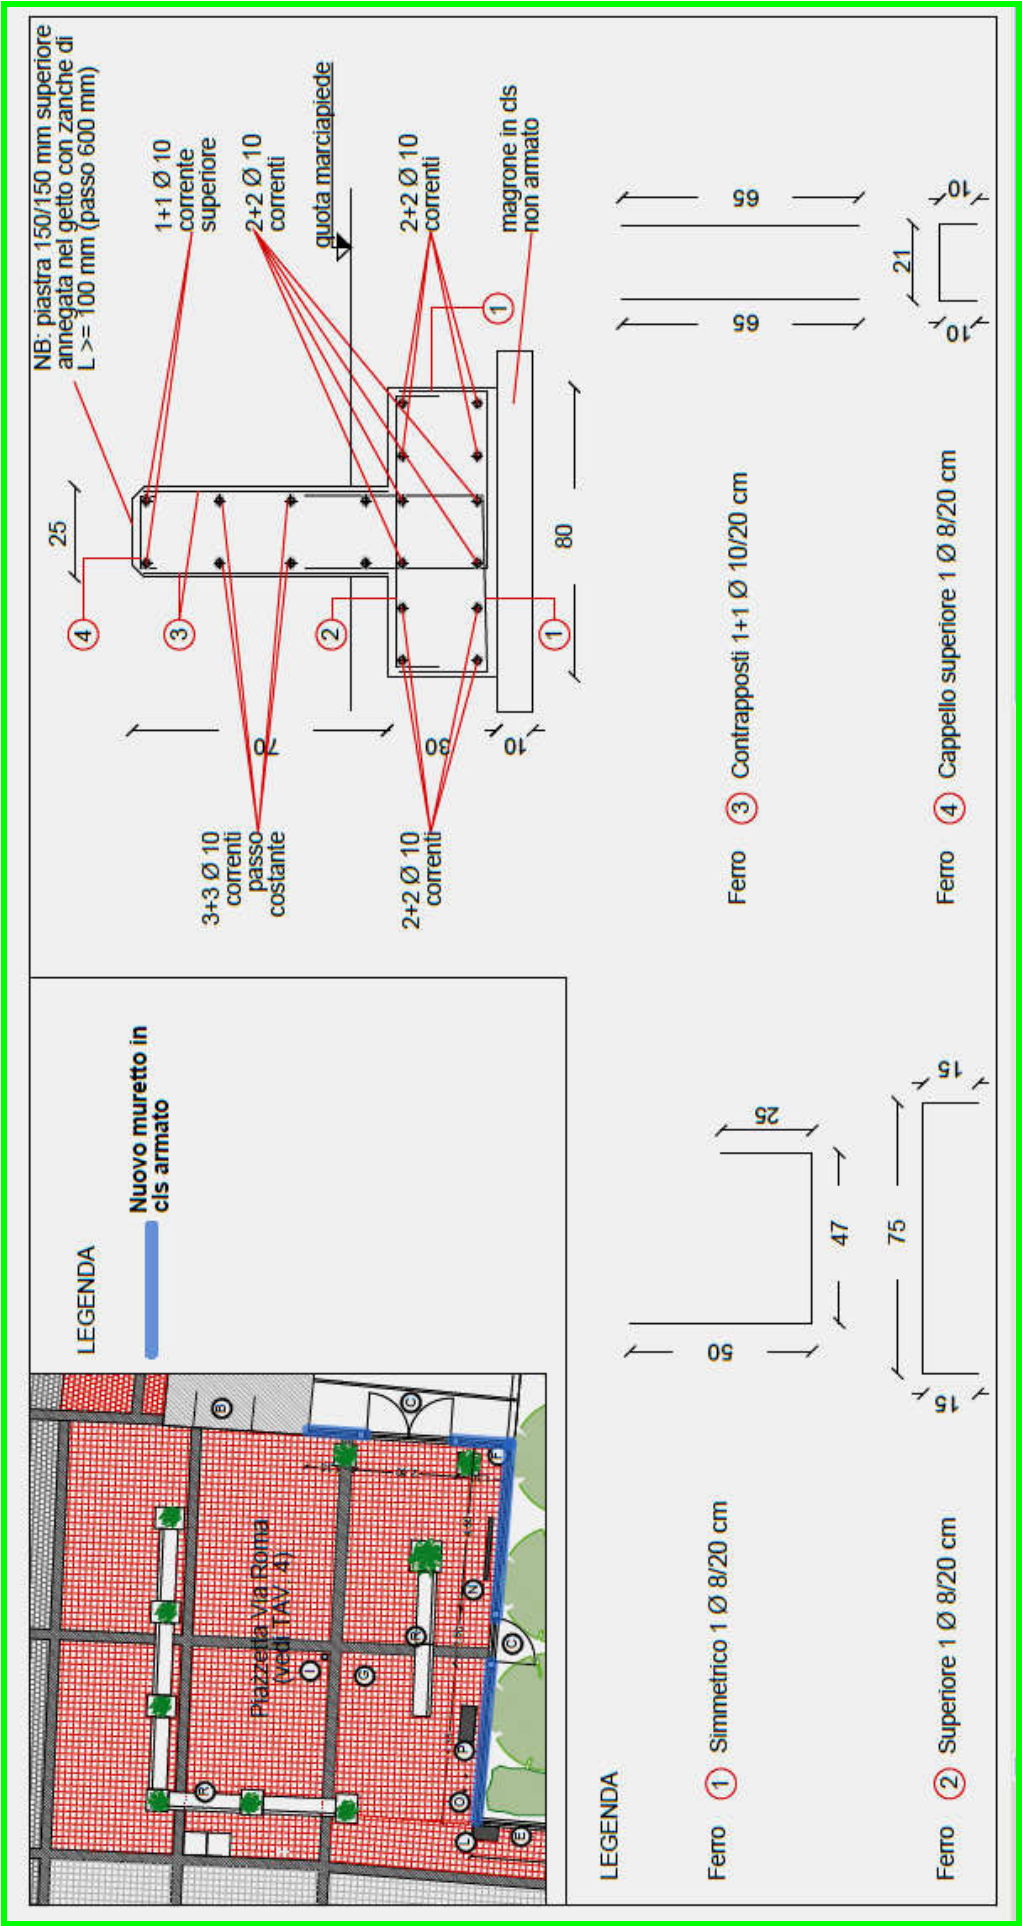 LEGENDA
Nuovo muretto in
cls armato
Piazzetta Via Roma
(vedi TAV. 4)
B
C
F
N
R
C
I
G
R
P
O
L
E
NB: piastra 150/150 mm superiore
annegata nel getto con zanche di
L >= 100 mm (passo 600 mm)
1+1 Ø 10
corrente
superiore
2+2 Ø 10
correnti
quota marciapiede
2+2 Ø 10
correnti
magrone in cls
non armato
3+3 Ø 10
correnti
passo
costante
2+2 Ø 10
correnti
25
80
70
30
10
4
3
2
1
1
LEGENDA
Ferro 1 Simmetrico 1 Ø 8/20 cm
50
47
25
Ferro 2 Superiore 1 Ø 8/20 cm
15
75
15
Ferro 3 Contrapposti 1+1 Ø 10/20 cm
65
65
Ferro 4 Cappello superiore 1 Ø 8/20 cm
10
21
10